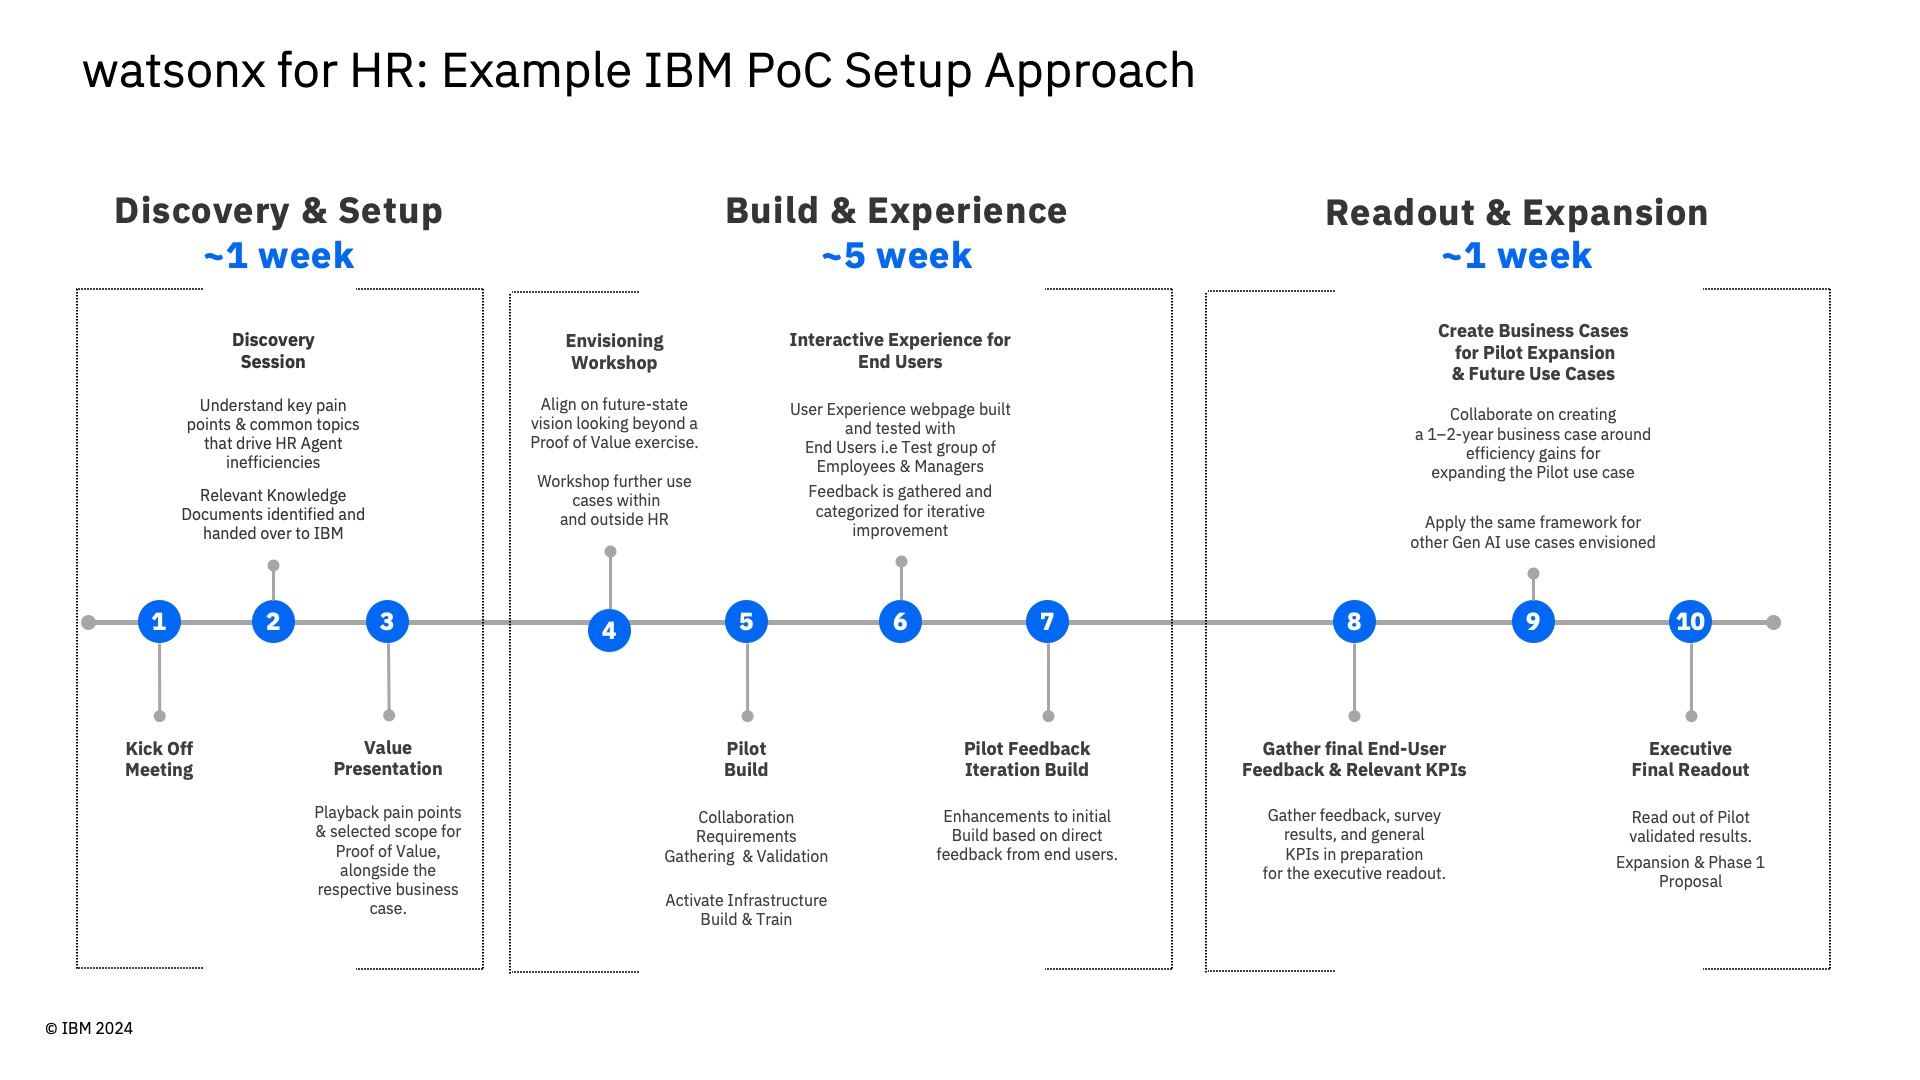 watsonx for HR: Example IBM PoC Setup Approach
Discovery & Setup
~1 week
Build & Experience
~5 week
Readout & Expansion
~1 week
Discovery
Session
Understand key pain
points & common topics
that drive HR Agent
inefficiencies
Relevant Knowledge
Documents identified and
handed over to IBM
Envisioning
Workshop
Align on future-state
vision looking beyond a
Proof of Value exercise.
Workshop further use
cases within
and outside HR
Interactive Experience for
End Users
User Experience webpage built
and tested with
End Users i.e Test group of
Employees & Managers
Feedback is gathered and
categorized for iterative
improvement
Create Business Cases
for Pilot Expansion
& Future Use Cases
Collaborate on creating
a 1–2-year business case around
efficiency gains for
expanding the Pilot use case
Apply the same framework for
other Gen AI use cases envisioned
1
2
3
4
5
6
7
8
9
10
Kick Off
Meeting
Value
Presentation
Playback pain points
& selected scope for
Proof of Value,
alongside the
respective business
case.
Pilot
Build
Collaboration
Requirements
Gathering & Validation
Activate Infrastructure
Build & Train
Pilot Feedback
Iteration Build
Enhancements to initial
Build based on direct
feedback from end users.
Gather final End-User
Feedback & Relevant KPIs
Gather feedback, survey
results, and general
KPIs in preparation
for the executive readout.
Executive
Final Readout
Read out of Pilot
validated results.
Expansion & Phase 1
Proposal
© IBM 2024